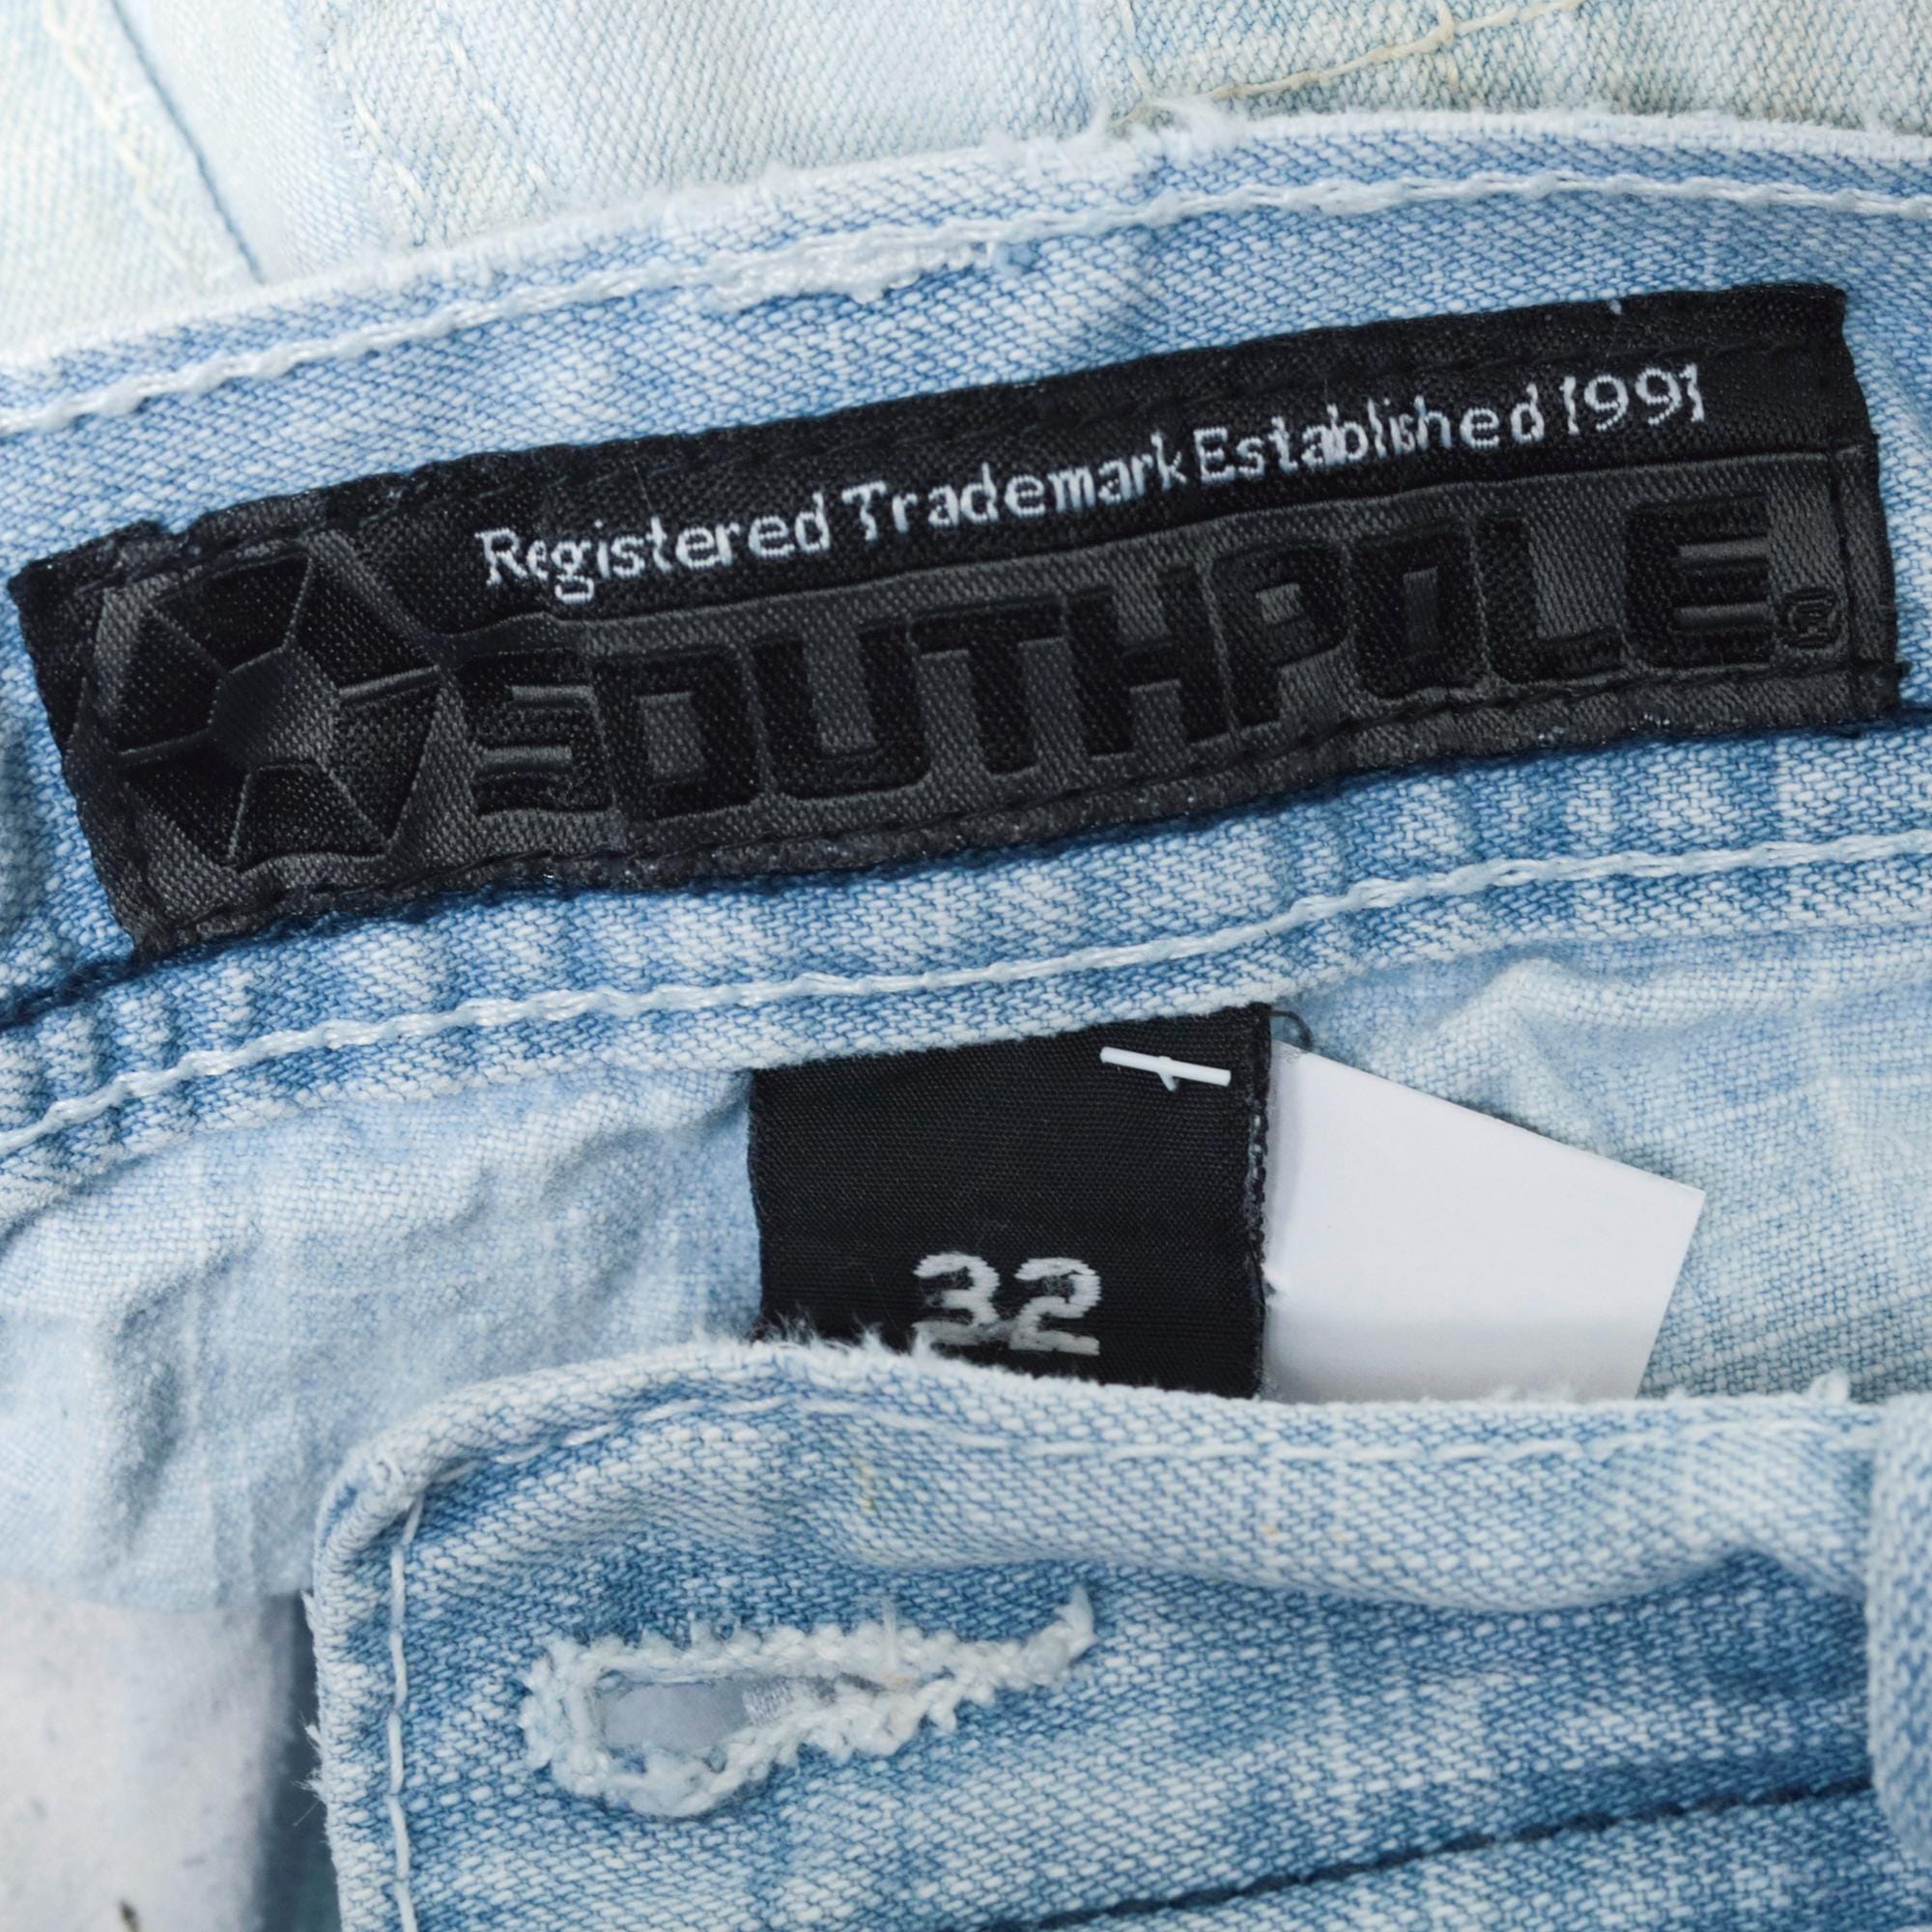 Registered Trademark Established 1991
SOUTHPOLE®
32